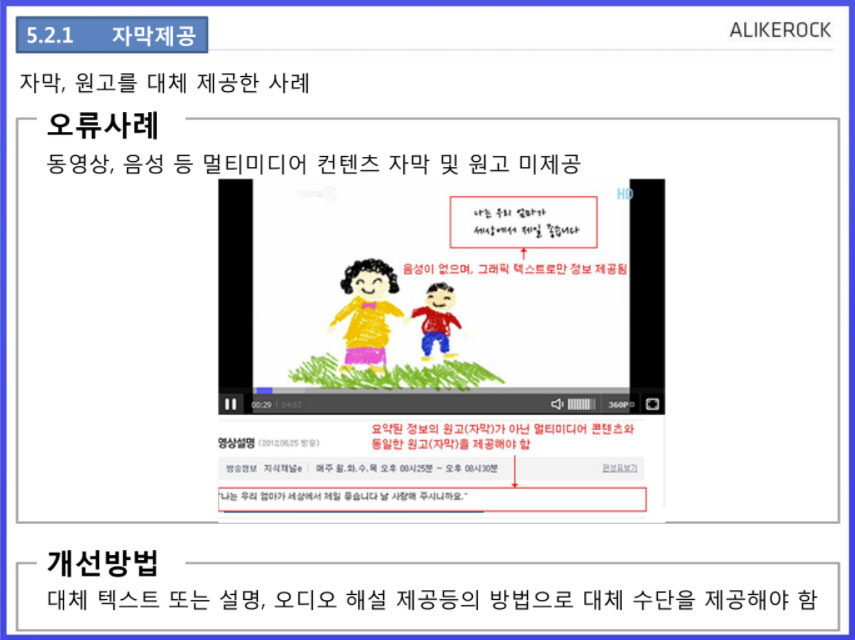 5.2.1 자막제공
ALIKEROCK
자막, 원고를 대체 제공한 사례
오류사례
동영상, 음성 등 멀티미디어 컨텐츠 자막 및 원고 미제공
HD
나는 우리 엄마가
세상에서 제일 좋습니다
음성이 없으며, 그래픽 텍스트로만 정보 제공됨
00:29 | 04:03
360P
요약된 정보의 원고(자막)가 아닌 멀티미디어 콘텐츠와
동일한 원고(자막)를 제공해야 함
영상설명 (2012.06.25 방송)
방송정보 지식채널e | 매주 월.화.수.목 오후 08시25분 ~ 오후 08시30분
편성표보기
"나는 우리 엄마가 세상에서 제일 좋습니다 날 사랑해 주시니까요."
개선방법
대체 텍스트 또는 설명, 오디오 해설 제공등의 방법으로 대체 수단을 제공해야 함